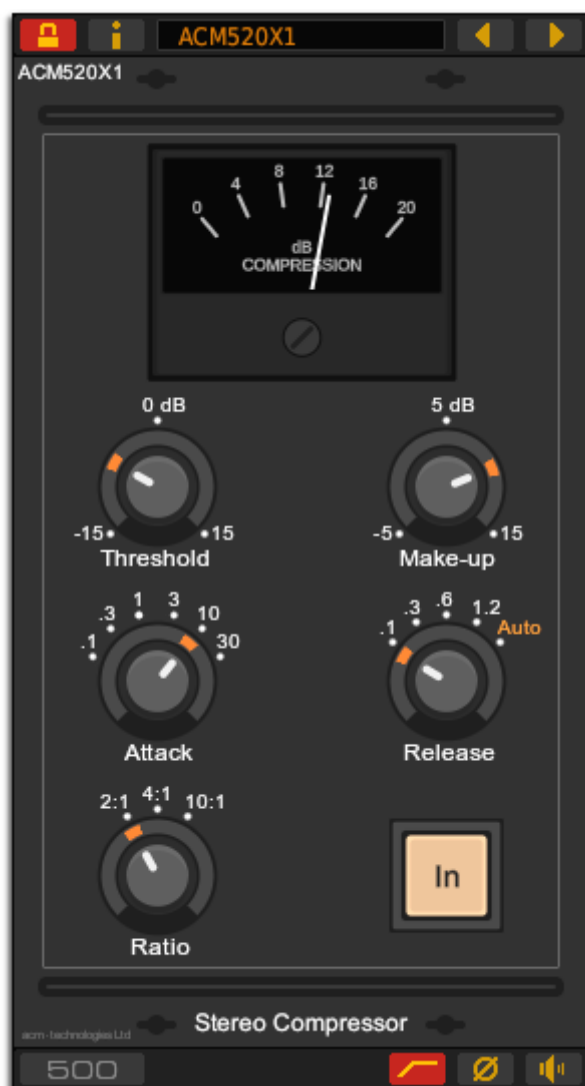 ACM520X1
ACM520X1
0 4 8 12 16 20
dB
COMPRESSION
0 dB
-15 15
Threshold
5 dB
-5 15
Make-up
.1 .3 1 3 10 30
Attack
.1 .3 .6 1.2 Auto
Release
2:1 4:1 10:1
Ratio
In
Stereo Compressor
acm-technologies Ltd
500